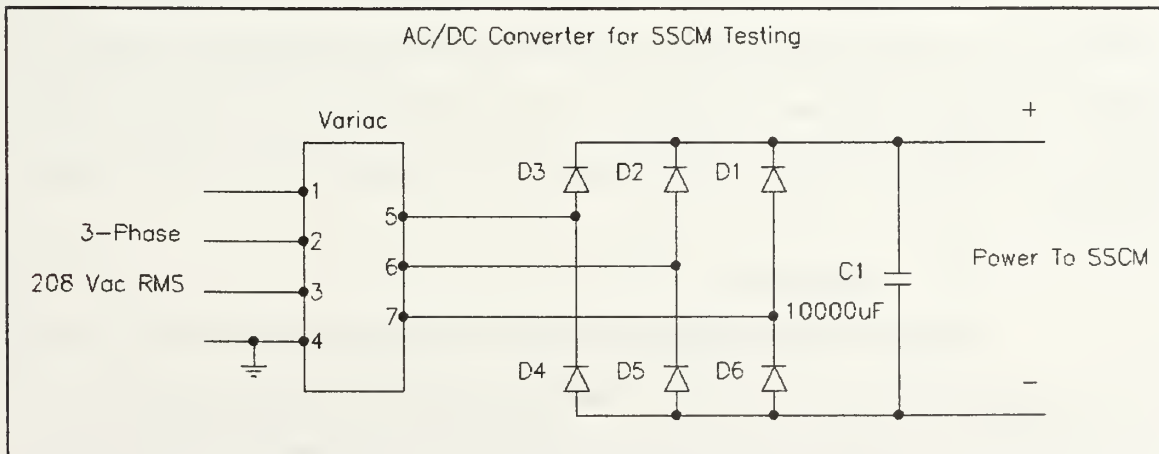 AC/DC Converter for SSCM Testing
Variac
+
D3
D2
D1
1
5
3-Phase
2
6
C1
Power To SSCM
208 Vac RMS
3
7
10000uF
4
D4
D5
D6
-